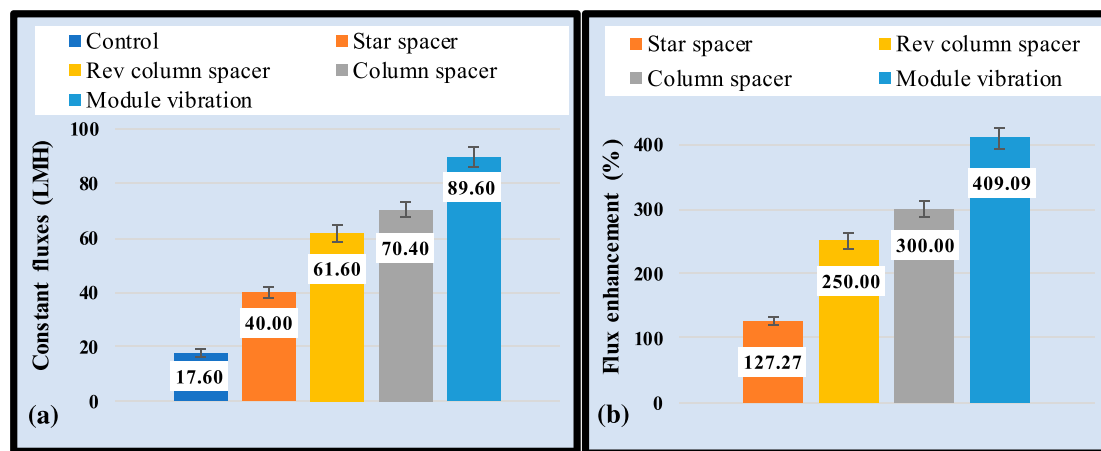 Control
Star spacer
Rev column spacer
Column spacer
Module vibration
Constant fluxes (LMH)
100
80
60
40
20
0
17.60
40.00
61.60
70.40
89.60
(a)
Star spacer
Rev column spacer
Column spacer
Module vibration
Flux enhancement (%)
400
300
200
100
0
127.27
250.00
300.00
409.09
(b)